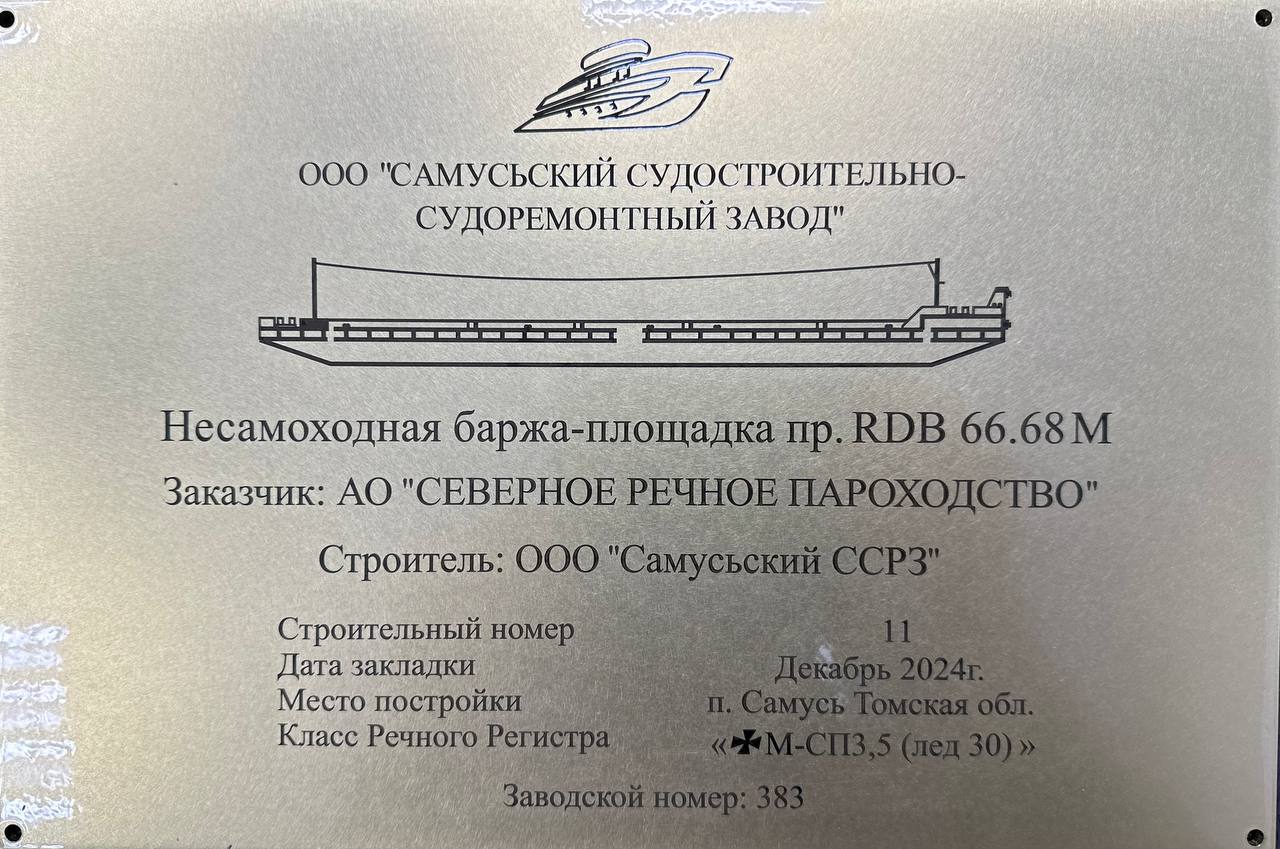 ООО "САМУСЬСКИЙ СУДОСТРОИТЕЛЬНО-
СУДОРЕМОНТНЫЙ ЗАВОД"
Несамоходная баржа-площадка пр. RDB 66.68 М
Заказчик: АО "СЕВЕРНОЕ РЕЧНОЕ ПАРОХОДСТВО"
Строитель: ООО "Самусьский ССРЗ"
Строительный номер 11
Дата закладки Декабрь 2024г.
Место постройки п. Самусь Томская обл.
Класс Речного Регистра «✠М-СП3,5 (лед 30)»
Заводской номер: 383